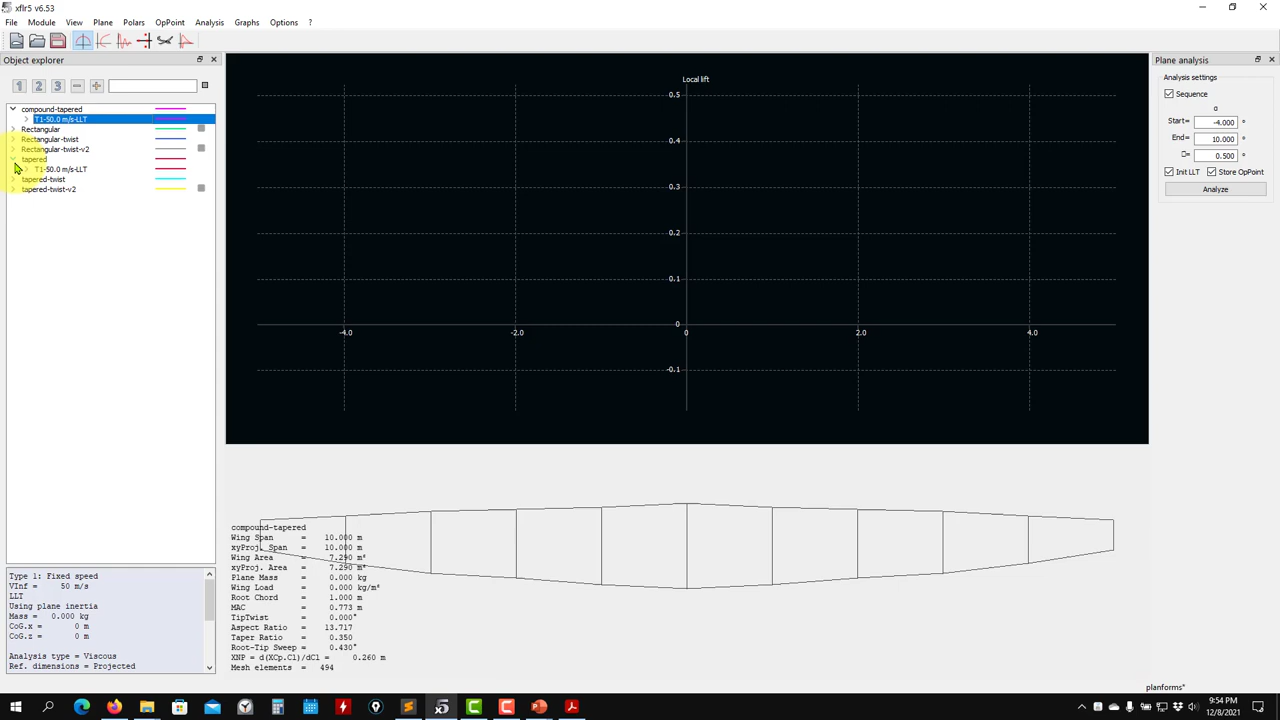 xflr5 v6.53
File Module View Plane Polars OpPoint Analysis Graphs Options ?
Object explorer
1 2 3
compound-tapered
T1-50.0 m/s-LLT
Rectangular
Rectangular-twist
Rectangular-twist-v2
tapered
T1-50.0 m/s-LLT
tapered-twist
tapered-twist-v2
Type 1: Fixed speed
VInf = 50 m/s
LLT
Using plane inertia
Mass = 0.000 kg
CoG.x = 0 m
CoG.z = 0 m
Analysis type = Viscous
Ref. dimensions = Projected
Local lift
0.5
0.4
0.3
0.2
0.1
0
-0.1
-4.0 -2.0 0 2.0 4.0
compound-tapered
Wing Span = 10.000 m
xyProj. Span = 10.000 m
Wing Area = 7.290 m²
xyProj. Area = 7.290 m²
Plane Mass = 0.000 kg
Wing Load = 0.000 kg/m²
Root Chord = 1.000 m
MAC = 0.773 m
TipTwist = 0.000°
Aspect Ratio = 13.717
Taper Ratio = 0.350
Root-Tip Sweep = 0.430°
XNP = d(XCp.Cl)/dCl = 0.260 m
Mesh elements = 494
Plane analysis
Analysis settings
Sequence
α
Start= -4.000 °
End= 10.000 °
= 0.500 °
Init LLT Store OpPoint
Analyze
planforms*
9:54 PM
12/8/2021